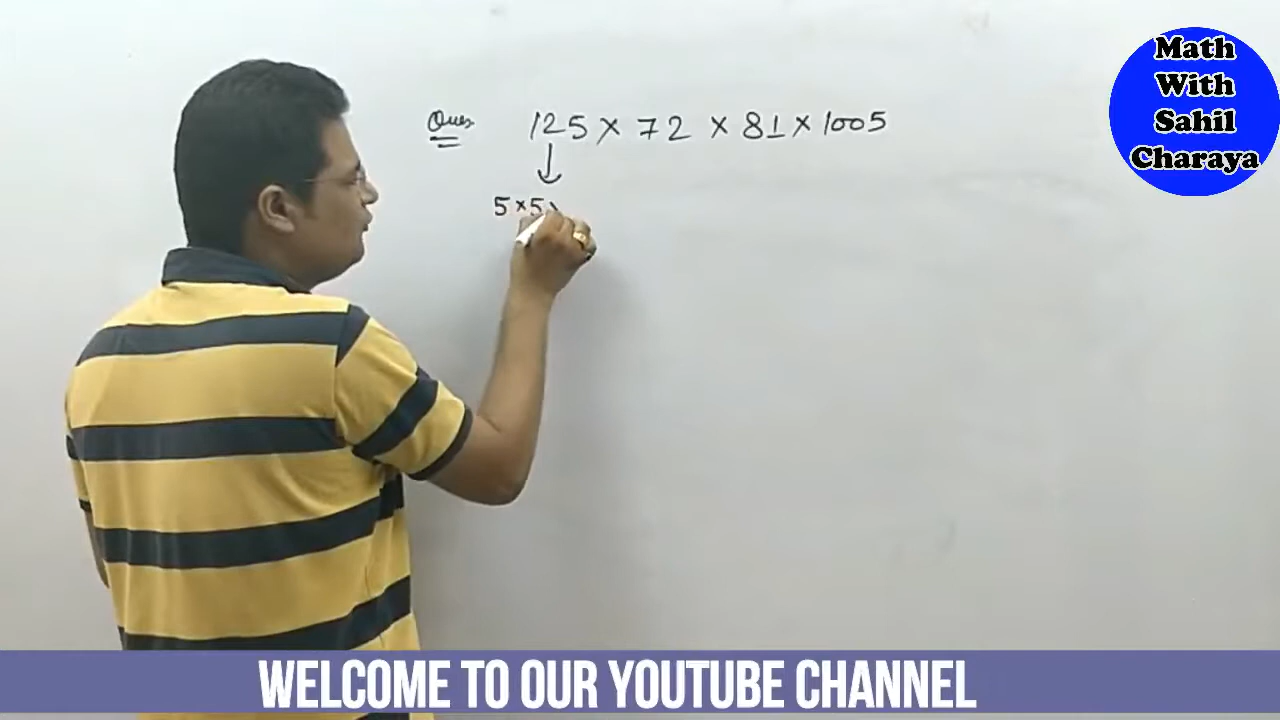 Math
With
Sahil
Charaya
Ques 125 × 72 × 81 × 1005
↓
5 × 5 ×
WELCOME TO OUR YOUTUBE CHANNEL